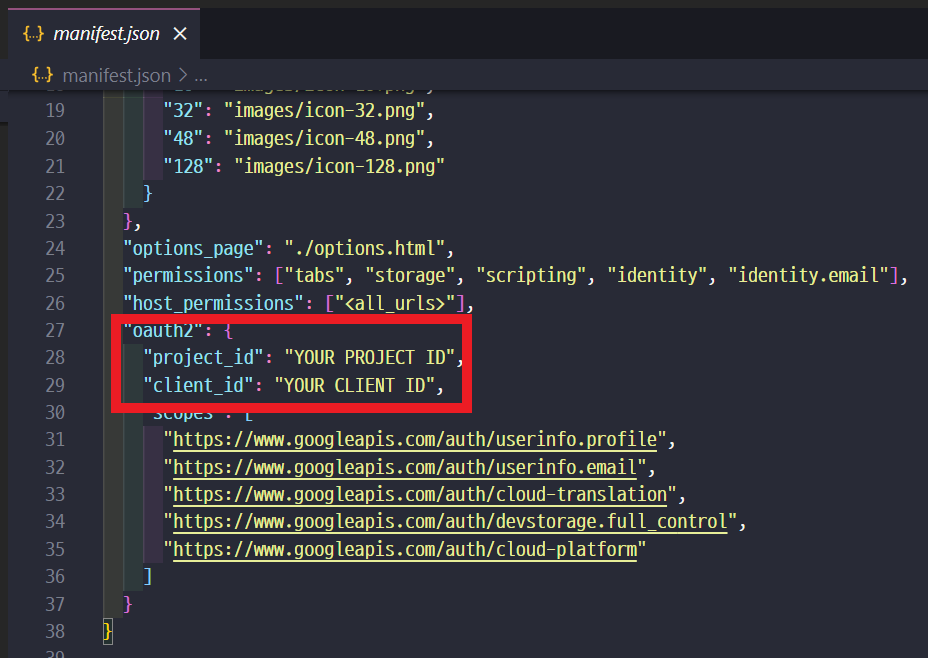 {..} manifest.json ×
{..} manifest.json > ...
19 "32": "images/icon-32.png",
20 "48": "images/icon-48.png",
21 "128": "images/icon-128.png"
22 }
23 },
24 "options_page": "./options.html",
25 "permissions": ["tabs", "storage", "scripting", "identity", "identity.email"],
26 "host_permissions": ["<all_urls>"],
27 "oauth2": {
28 "project_id": "YOUR PROJECT ID",
29 "client_id": "YOUR CLIENT ID",
30 "scopes": [
31 "https://www.googleapis.com/auth/userinfo.profile",
32 "https://www.googleapis.com/auth/userinfo.email",
33 "https://www.googleapis.com/auth/cloud-translation",
34 "https://www.googleapis.com/auth/devstorage.full_control",
35 "https://www.googleapis.com/auth/cloud-platform"
36 ]
37 }
38 }
39